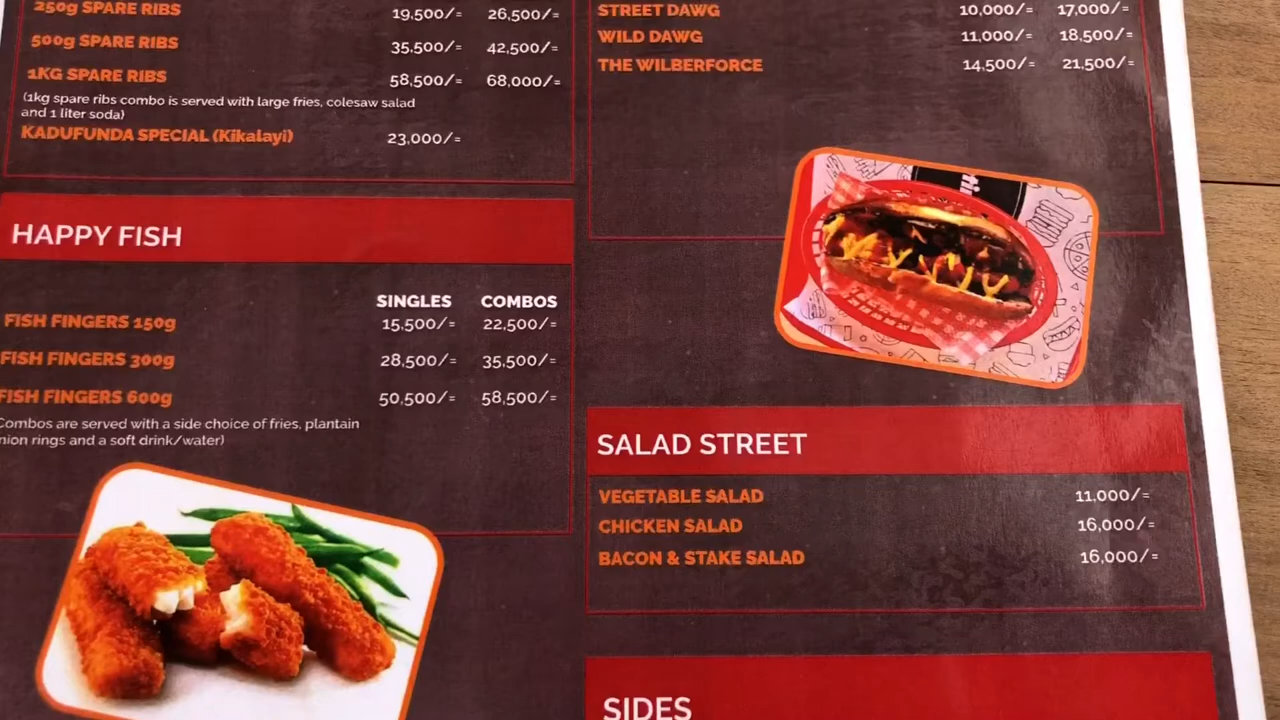 250g SPARE RIBS 19,500/= 26,500/=
500g SPARE RIBS 35,500/= 42,500/=
1KG SPARE RIBS 58,500/= 68,000/=
(1kg spare ribs combo is served with large fries, colesaw salad
and 1 liter soda)
KADUFUNDA SPECIAL (Kikalayi) 23,000/=
HAPPY FISH
SINGLES COMBOS
FISH FINGERS 150g 15,500/= 22,500/=
FISH FINGERS 300g 28,500/= 35,500/=
FISH FINGERS 600g 50,500/= 58,500/=
Combos are served with a side choice of fries, plantain
nion rings and a soft drink/water)
STREET DAWG 10,000/= 17,000/=
WILD DAWG 11,000/= 18,500/=
THE WILBERFORCE 14,500/= 21,500/=
SALAD STREET
VEGETABLE SALAD 11,000/=
CHICKEN SALAD 16,000/=
BACON & STAKE SALAD 16,000/=
SIDES